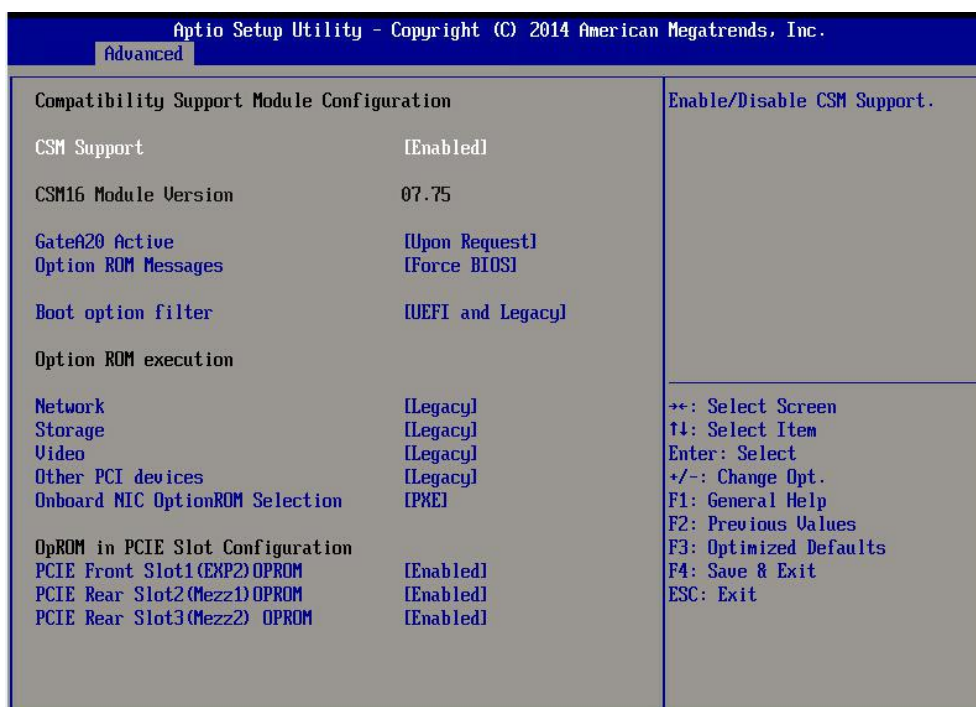 Aptio Setup Utility - Copyright (C) 2014 American Megatrends, Inc.
Advanced
Compatibility Support Module Configuration
CSM Support [Enabled]
CSM16 Module Version 07.75
GateA20 Active [Upon Request]
Option ROM Messages [Force BIOS]
Boot option filter [UEFI and Legacy]
Option ROM execution
Network [Legacy]
Storage [Legacy]
Video [Legacy]
Other PCI devices [Legacy]
Onboard NIC OptionROM Selection [PXE]
OpROM in PCIE Slot Configuration
PCIE Front Slot1(EXP2)OPROM [Enabled]
PCIE Rear Slot2(Mezz1)OPROM [Enabled]
PCIE Rear Slot3(Mezz2) OPROM [Enabled]
Enable/Disable CSM Support.
→←: Select Screen
↑↓: Select Item
Enter: Select
+/-: Change Opt.
F1: General Help
F2: Previous Values
F3: Optimized Defaults
F4: Save & Exit
ESC: Exit